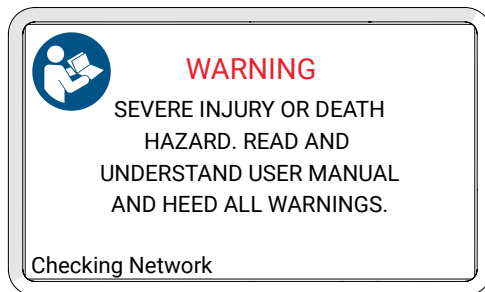 WARNING
SEVERE INJURY OR DEATH
HAZARD. READ AND
UNDERSTAND USER MANUAL
AND HEED ALL WARNINGS.
Checking Network